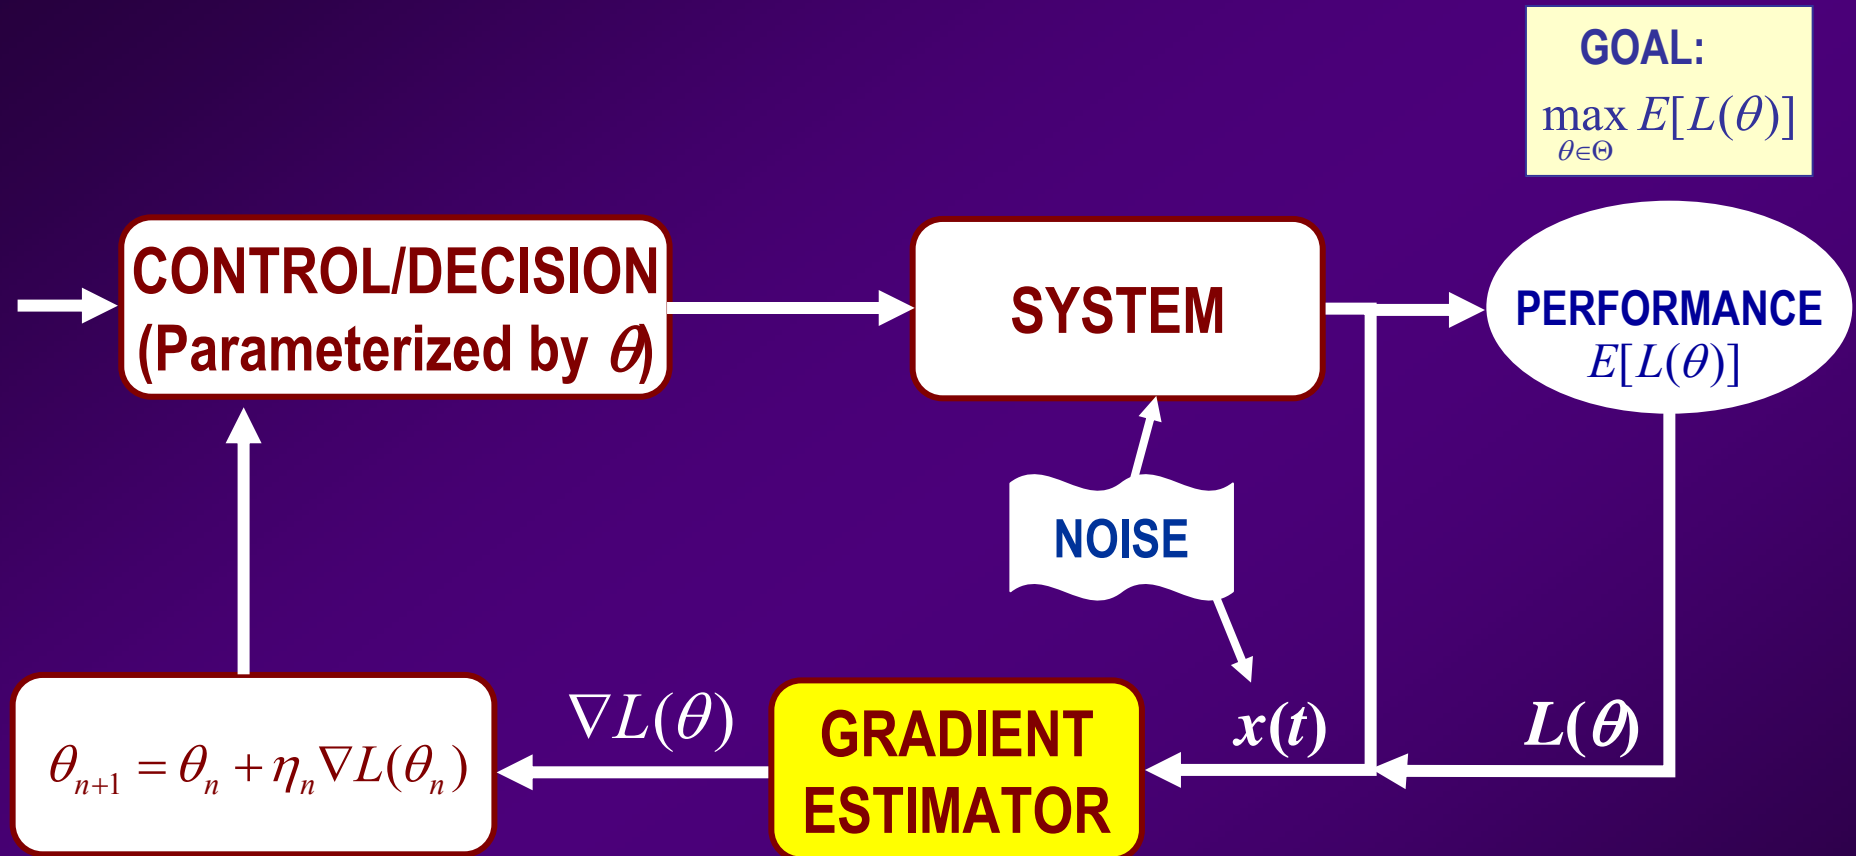 GOAL:
max E[L(θ)]
θ∈Θ
CONTROL/DECISION
(Parameterized by θ)
SYSTEM
PERFORMANCE
E[L(θ)]
NOISE
θₙ₊₁ = θₙ + ηₙ∇L(θₙ)
∇L(θ)
GRADIENT
ESTIMATOR
x(t)
L(θ)